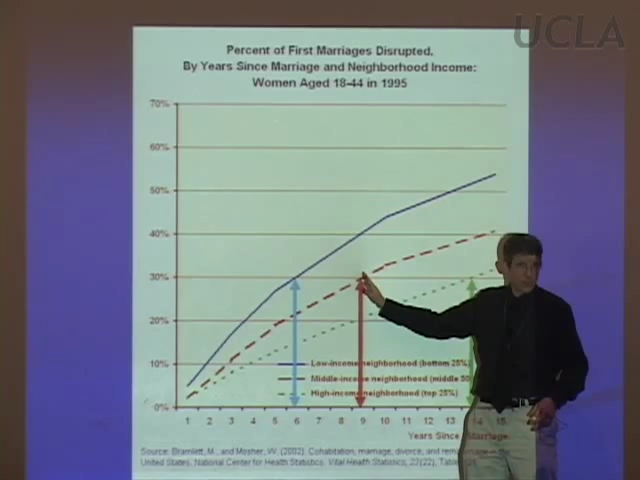 UCLA
Percent of First Marriages Disrupted,
By Years Since Marriage and Neighborhood Income:
Women Aged 18-44 in 1995
70%
60%
50%
40%
30%
20%
10%
0%
Low-income neighborhood (bottom 25%)
Middle-income neighborhood (middle 50
High-income neighborhood (top 25%)
1 2 3 4 5 6 7 8 9 10 11 12 13 14 15
Years Since Marriage
Source: Bramlett, M., and Mosher, W. (2002). Cohabitation, marriage, divorce, and
United States, National Center for Health Statistics. Vital Health Statistics, 23(22), Table